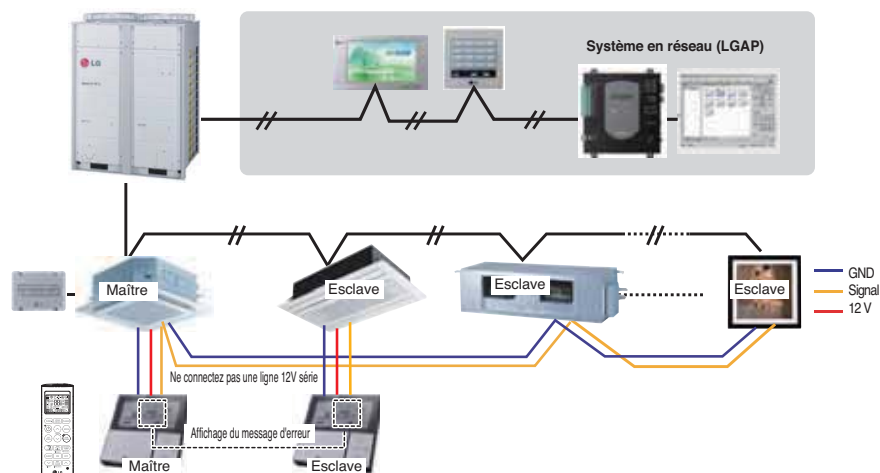 LG
Système en réseau (LGAP)
Maître
Esclave
Esclave
Esclave
GND
Signal
12 V
Ne connectez pas une ligne 12V série
Affichage du message d'erreur
Maître
Esclave